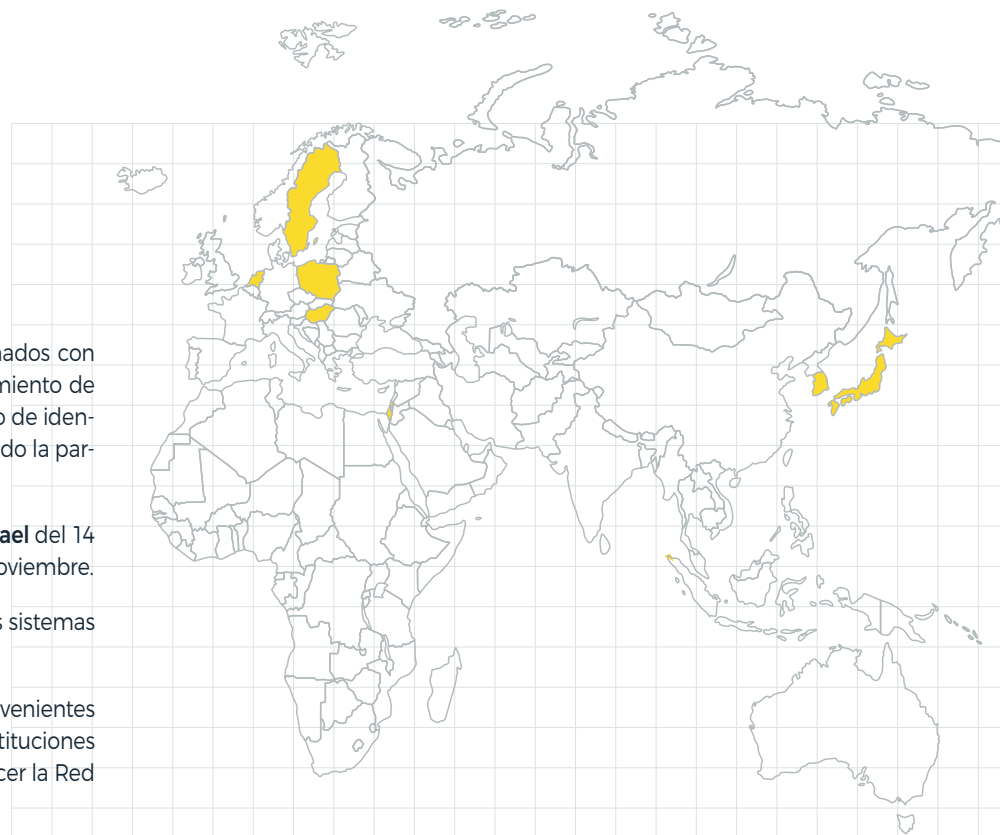 nados con
miento de
o de iden-
do la par-
ael del 14
oviembre.
s sistemas
venientes
tituciones
cer la Red